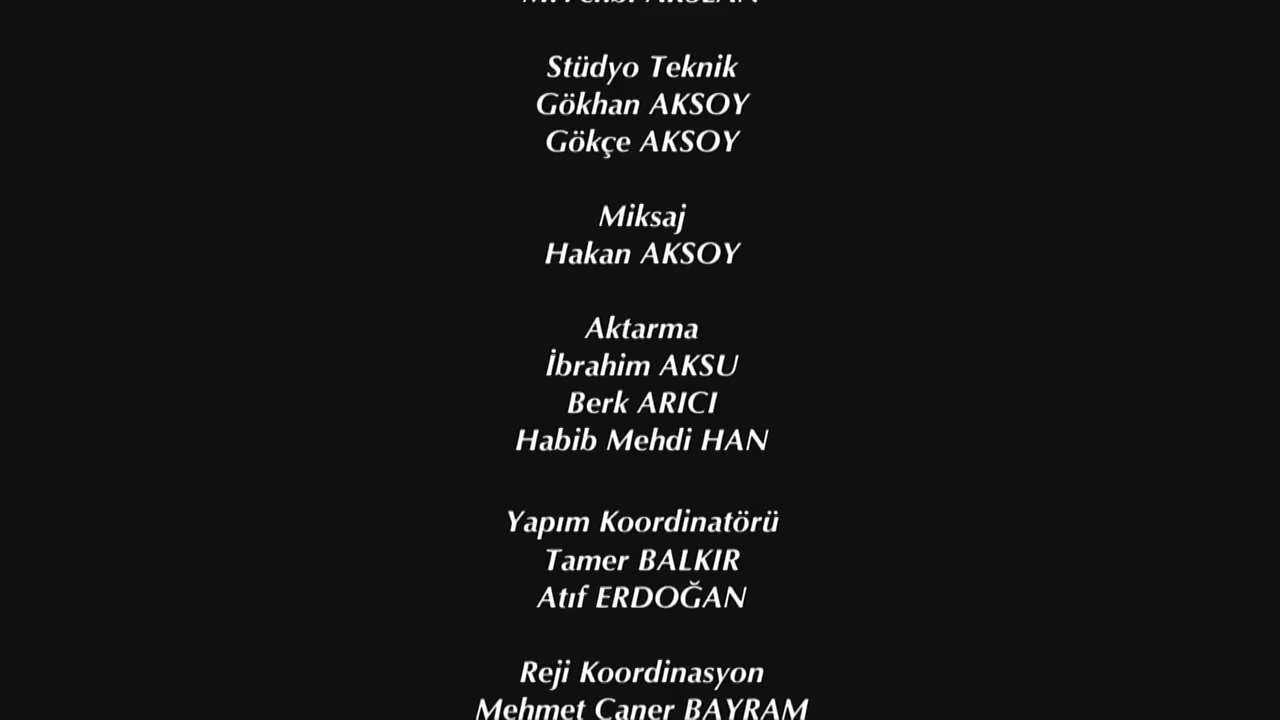 Stüdyo Teknik
Gökhan AKSOY
Gökçe AKSOY
Miksaj
Hakan AKSOY
Aktarma
İbrahim AKSU
Berk ARICI
Habib Mehdi HAN
Yapım Koordinatörü
Tamer BALKIR
Atıf ERDOĞAN
Reji Koordinasyon
Mehmet Caner BAYRAM